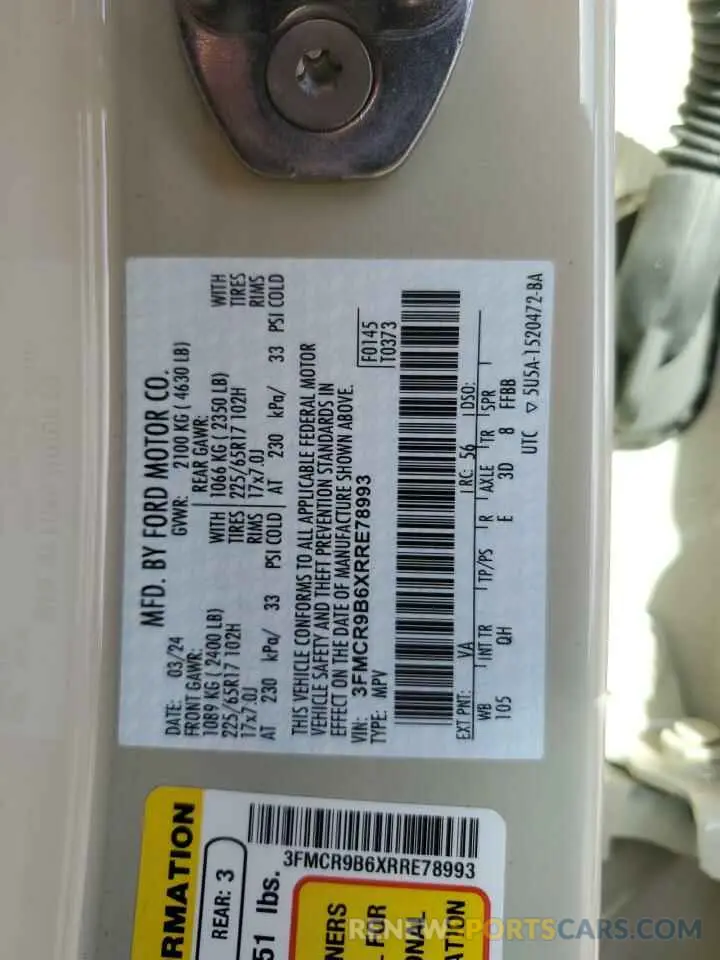 MFD. BY FORD MOTOR CO.
DATE: 03/24 GVWR: 2100 KG ( 4630 LB)
FRONT GAWR: REAR GAWR:
1089 KG ( 2400 LB) WITH 1066 KG ( 2350 LB) WITH
225/65R17 102H TIRES 225/65R17 102H TIRES
17x7.0J RIMS 17x7.0J RIMS
AT 230 kPa/ 33 PSI COLD AT 230 kPa/ 33 PSI COLD
THIS VEHICLE CONFORMS TO ALL APPLICABLE FEDERAL MOTOR
VEHICLE SAFETY AND THEFT PREVENTION STANDARDS IN
EFFECT ON THE DATE OF MANUFACTURE SHOWN ABOVE.
VIN: 3FMCR9B6XRRE78993 F0145
TYPE: MPV T0373
EXT PNT: VA RC: 56 DSO:
WB INT TR TP/PS R AXLE TR SPR
105 QH E 3D 8 FFBB
UTC ▽ 5U5A-1520472-BA
RMATION
REAR: 3
51 lbs.
3FMCR9B6XRRE78993
NERS
L FOR
ONAL
ATION
RENEWSPORTSCARS.COM